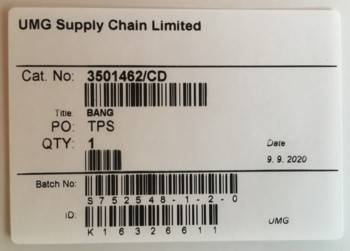 UMG Supply Chain Limited
Cat. No: 3501462/CD
Title: BANG
PO: TPS
QTY: 1
Date
9. 9. 2020
Batch No:
S 7 5 2 5 4 8 - 1 - 2 - 0
ID:
K 1 6 3 2 6 6 1 1
UMG